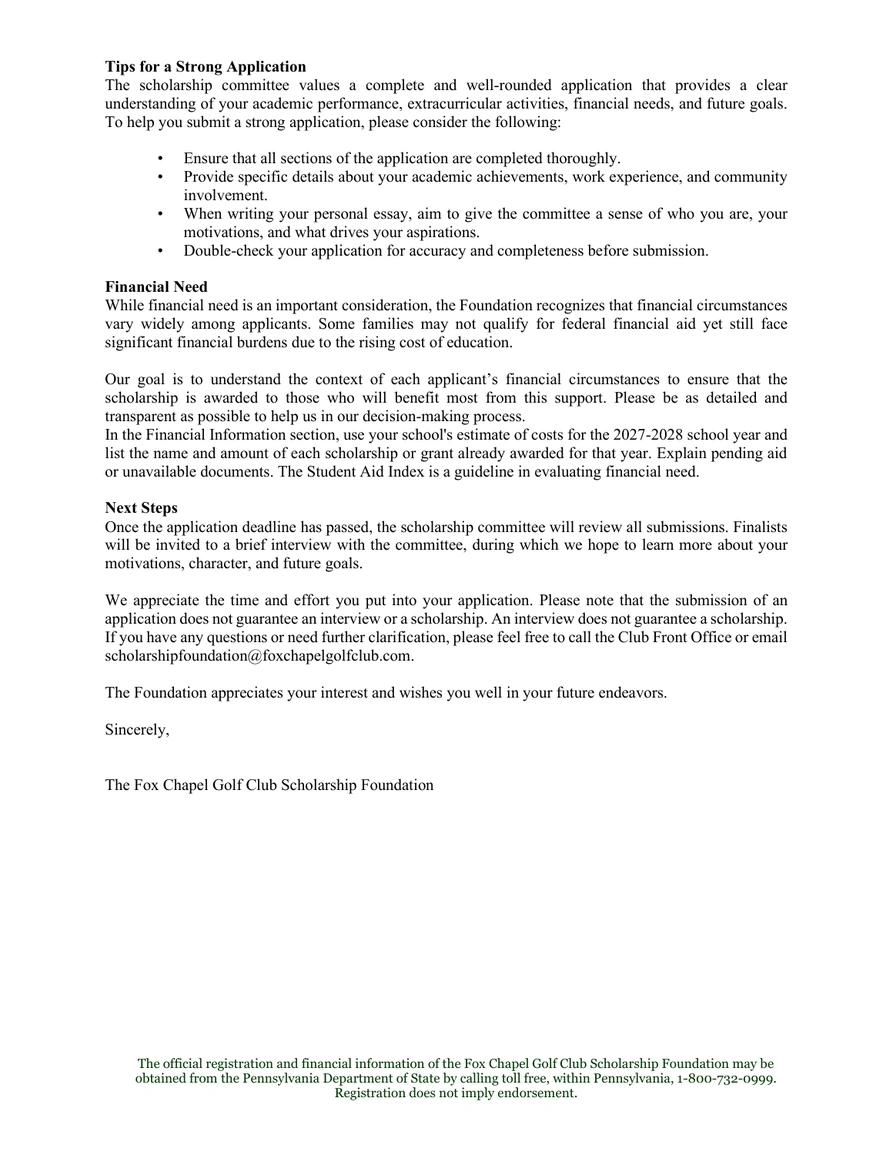 Tips for a Strong Application
The scholarship committee values a complete and well-rounded application that provides a clear
understanding of your academic performance, extracurricular activities, financial needs, and future goals.
To help you submit a strong application, please consider the following:
• Ensure that all sections of the application are completed thoroughly.
• Provide specific details about your academic achievements, work experience, and community
involvement.
• When writing your personal essay, aim to give the committee a sense of who you are, your
motivations, and what drives your aspirations.
• Double-check your application for accuracy and completeness before submission.
Financial Need
While financial need is an important consideration, the Foundation recognizes that financial circumstances
vary widely among applicants. Some families may not qualify for federal financial aid yet still face
significant financial burdens due to the rising cost of education.
Our goal is to understand the context of each applicant’s financial circumstances to ensure that the
scholarship is awarded to those who will benefit most from this support. Please be as detailed and
transparent as possible to help us in our decision-making process.
In the Financial Information section, use your school's estimate of costs for the 2027-2028 school year and
list the name and amount of each scholarship or grant already awarded for that year. Explain pending aid
or unavailable documents. The Student Aid Index is a guideline in evaluating financial need.
Next Steps
Once the application deadline has passed, the scholarship committee will review all submissions. Finalists
will be invited to a brief interview with the committee, during which we hope to learn more about your
motivations, character, and future goals.
We appreciate the time and effort you put into your application. Please note that the submission of an
application does not guarantee an interview or a scholarship. An interview does not guarantee a scholarship.
If you have any questions or need further clarification, please feel free to call the Club Front Office or email
scholarshipfoundation@foxchapelgolfclub.com.
The Foundation appreciates your interest and wishes you well in your future endeavors.
Sincerely,
The Fox Chapel Golf Club Scholarship Foundation
The official registration and financial information of the Fox Chapel Golf Club Scholarship Foundation may be
obtained from the Pennsylvania Department of State by calling toll free, within Pennsylvania, 1-800-732-0999.
Registration does not imply endorsement.